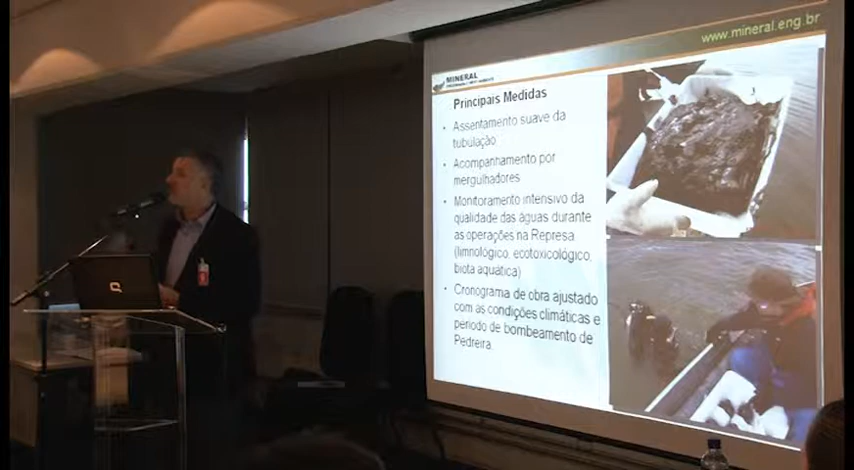 www.mineral.eng.br
MINERAL
Principais Medidas
• Assentamento suave da
tubulação
• Acompanhamento por
mergulhadores
• Monitoramento intensivo da
qualidade das águas durante
as operações na Represa.
(limnológico, ecotoxicológico,
biota aquática)
• Cronograma de obra ajustado
com as condições climáticas e
período de bombeamento de
Pedreira.